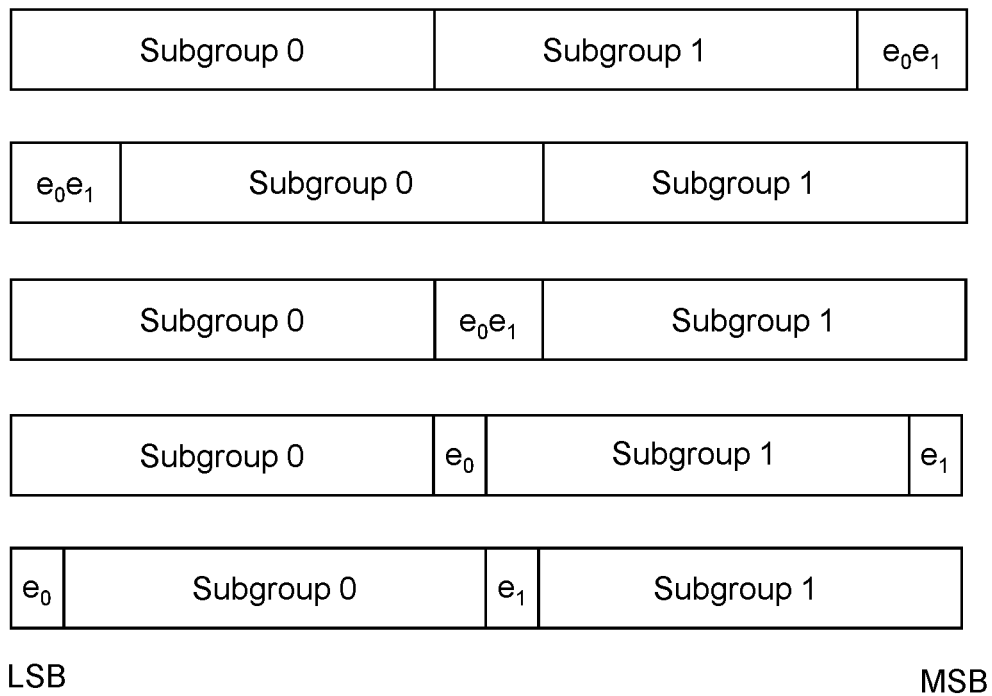 Subgroup 0 Subgroup 1 e₀e₁
e₀e₁ Subgroup 0 Subgroup 1
Subgroup 0 e₀e₁ Subgroup 1
Subgroup 0 e₀ Subgroup 1 e₁
e₀ Subgroup 0 e₁ Subgroup 1
LSB MSB